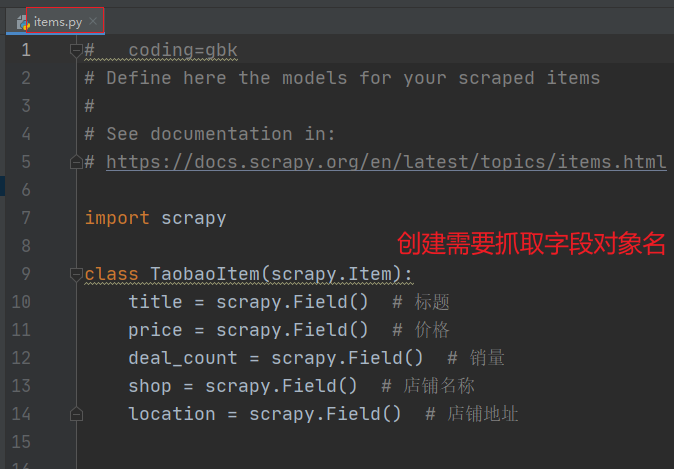 items.py
1 #   coding=gbk
2 # Define here the models for your scraped items
3 #
4 # See documentation in:
5 # https://docs.scrapy.org/en/latest/topics/items.html
6
7 import scrapy
创建需要抓取字段对象名
8
9 class TaobaoItem(scrapy.Item):
10     title = scrapy.Field()  # 标题
11     price = scrapy.Field()  # 价格
12     deal_count = scrapy.Field()  # 销量
13     shop = scrapy.Field()  # 店铺名称
14     location = scrapy.Field()  # 店铺地址
15